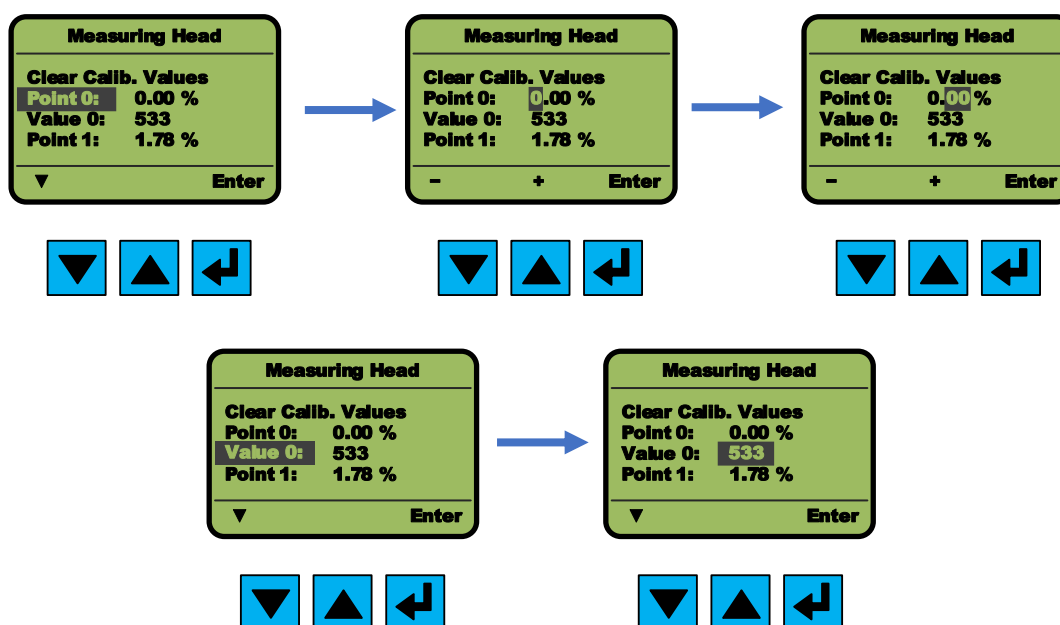 Measuring Head
Clear Calib. Values
Point 0: 0.00 %
Value 0: 533
Point 1: 1.78 %
▼ Enter
Measuring Head
Clear Calib. Values
Point 0: 0.00 %
Value 0: 533
Point 1: 1.78 %
− + Enter
Measuring Head
Clear Calib. Values
Point 0: 0.00 %
Value 0: 533
Point 1: 1.78 %
− + Enter
Measuring Head
Clear Calib. Values
Point 0: 0.00 %
Value 0: 533
Point 1: 1.78 %
▼ Enter
Measuring Head
Clear Calib. Values
Point 0: 0.00 %
Value 0: 533
Point 1: 1.78 %
▼ Enter